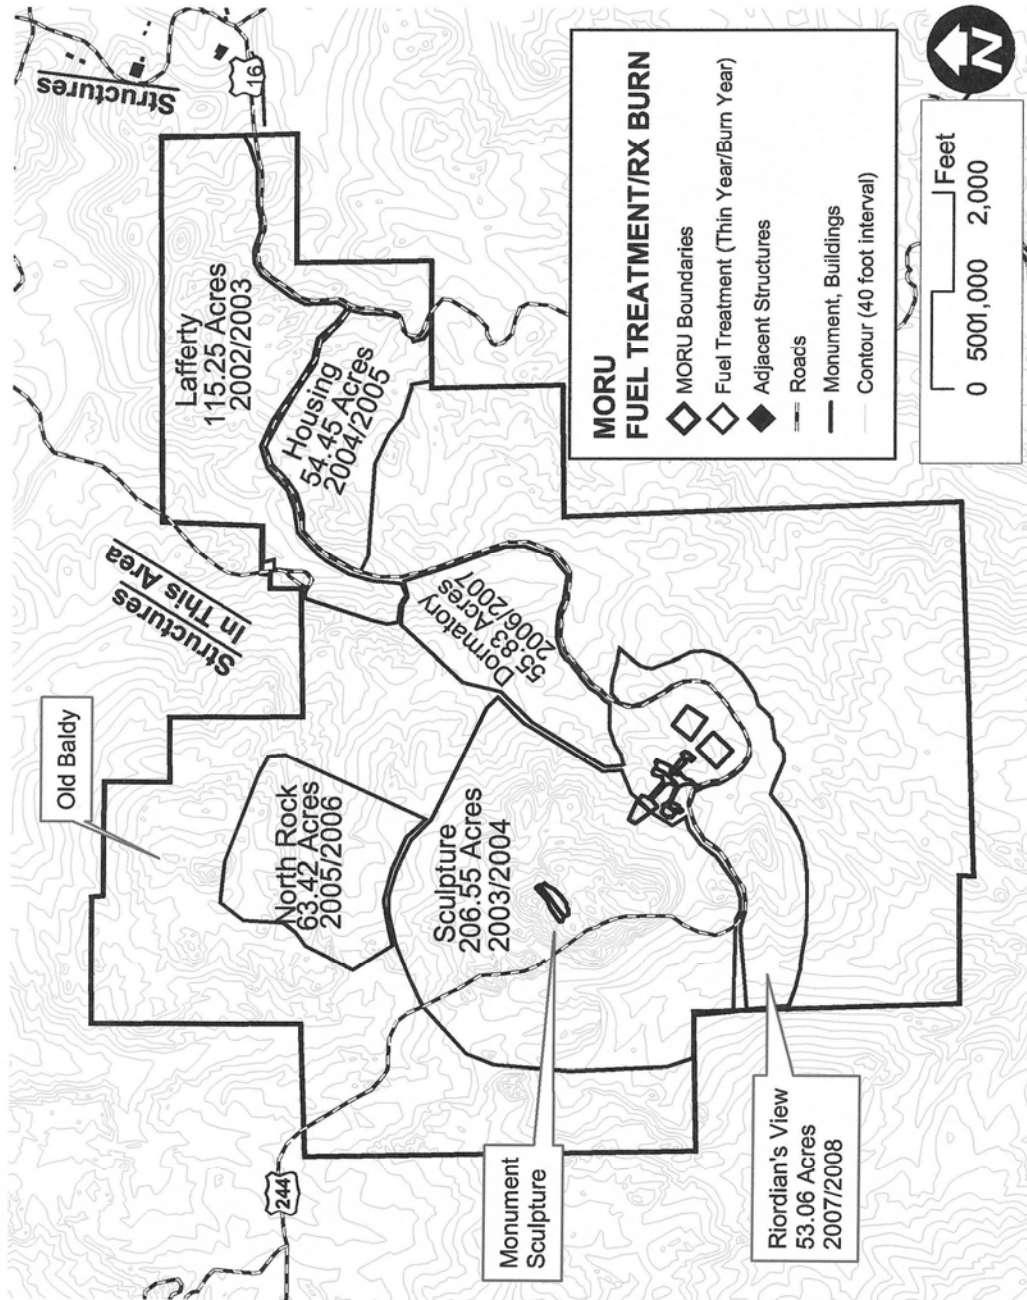 Old Baldy
North Rock
63.42 Acres
2005/2006
Sculpture
206.55 Acres
2003/2004
Monument
Sculpture
Riordian's View
53.06 Acres
2007/2008
244
Structures
In This Area
Dormatory
55.83 Acres
2006/2007
Lafferty
115.25 Acres
2002/2003
Housing
54.45 Acres
2004/2005
Structures
16
MORU
FUEL TREATMENT/RX BURN
MORU Boundaries
Fuel Treatment (Thin Year/Burn Year)
Adjacent Structures
Roads
Monument, Buildings
Contour (40 foot interval)
0 5001,000 2,000
Feet
N